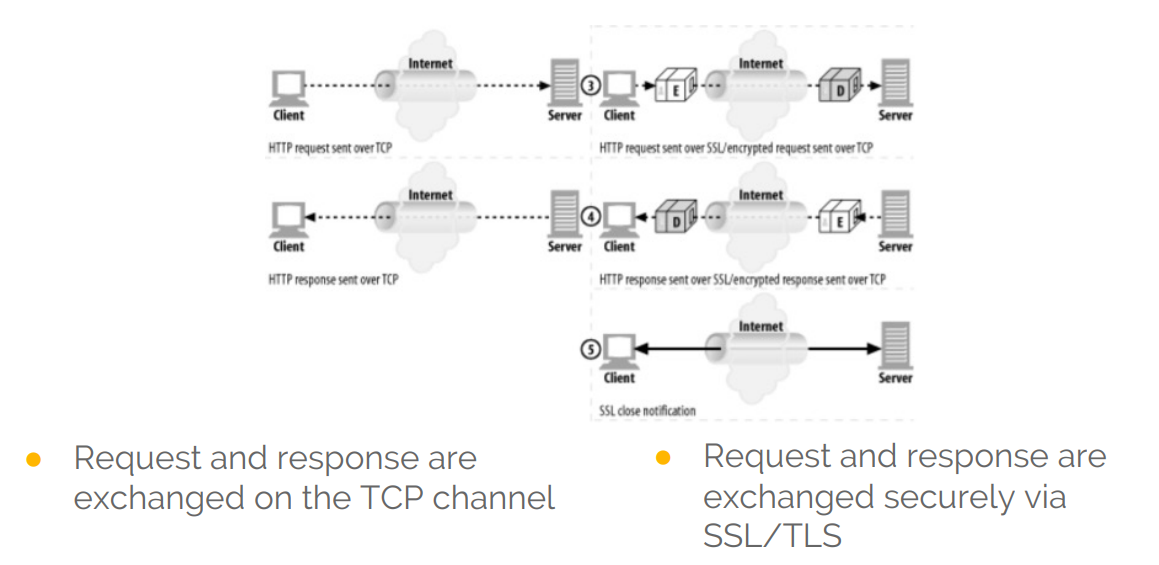 Internet
Internet
③
E
D
Client
Server
Client
Server
HTTP request sent over TCP
HTTP request sent over SSL/encrypted request sent over TCP
Internet
Internet
④
D
E
Client
Server
Client
Server
HTTP response sent over TCP
HTTP response sent over SSL/encrypted response sent over TCP
Internet
⑤
Client
Server
SSL close notification
● Request and response are
exchanged on the TCP channel
● Request and response are
exchanged securely via
SSL/TLS